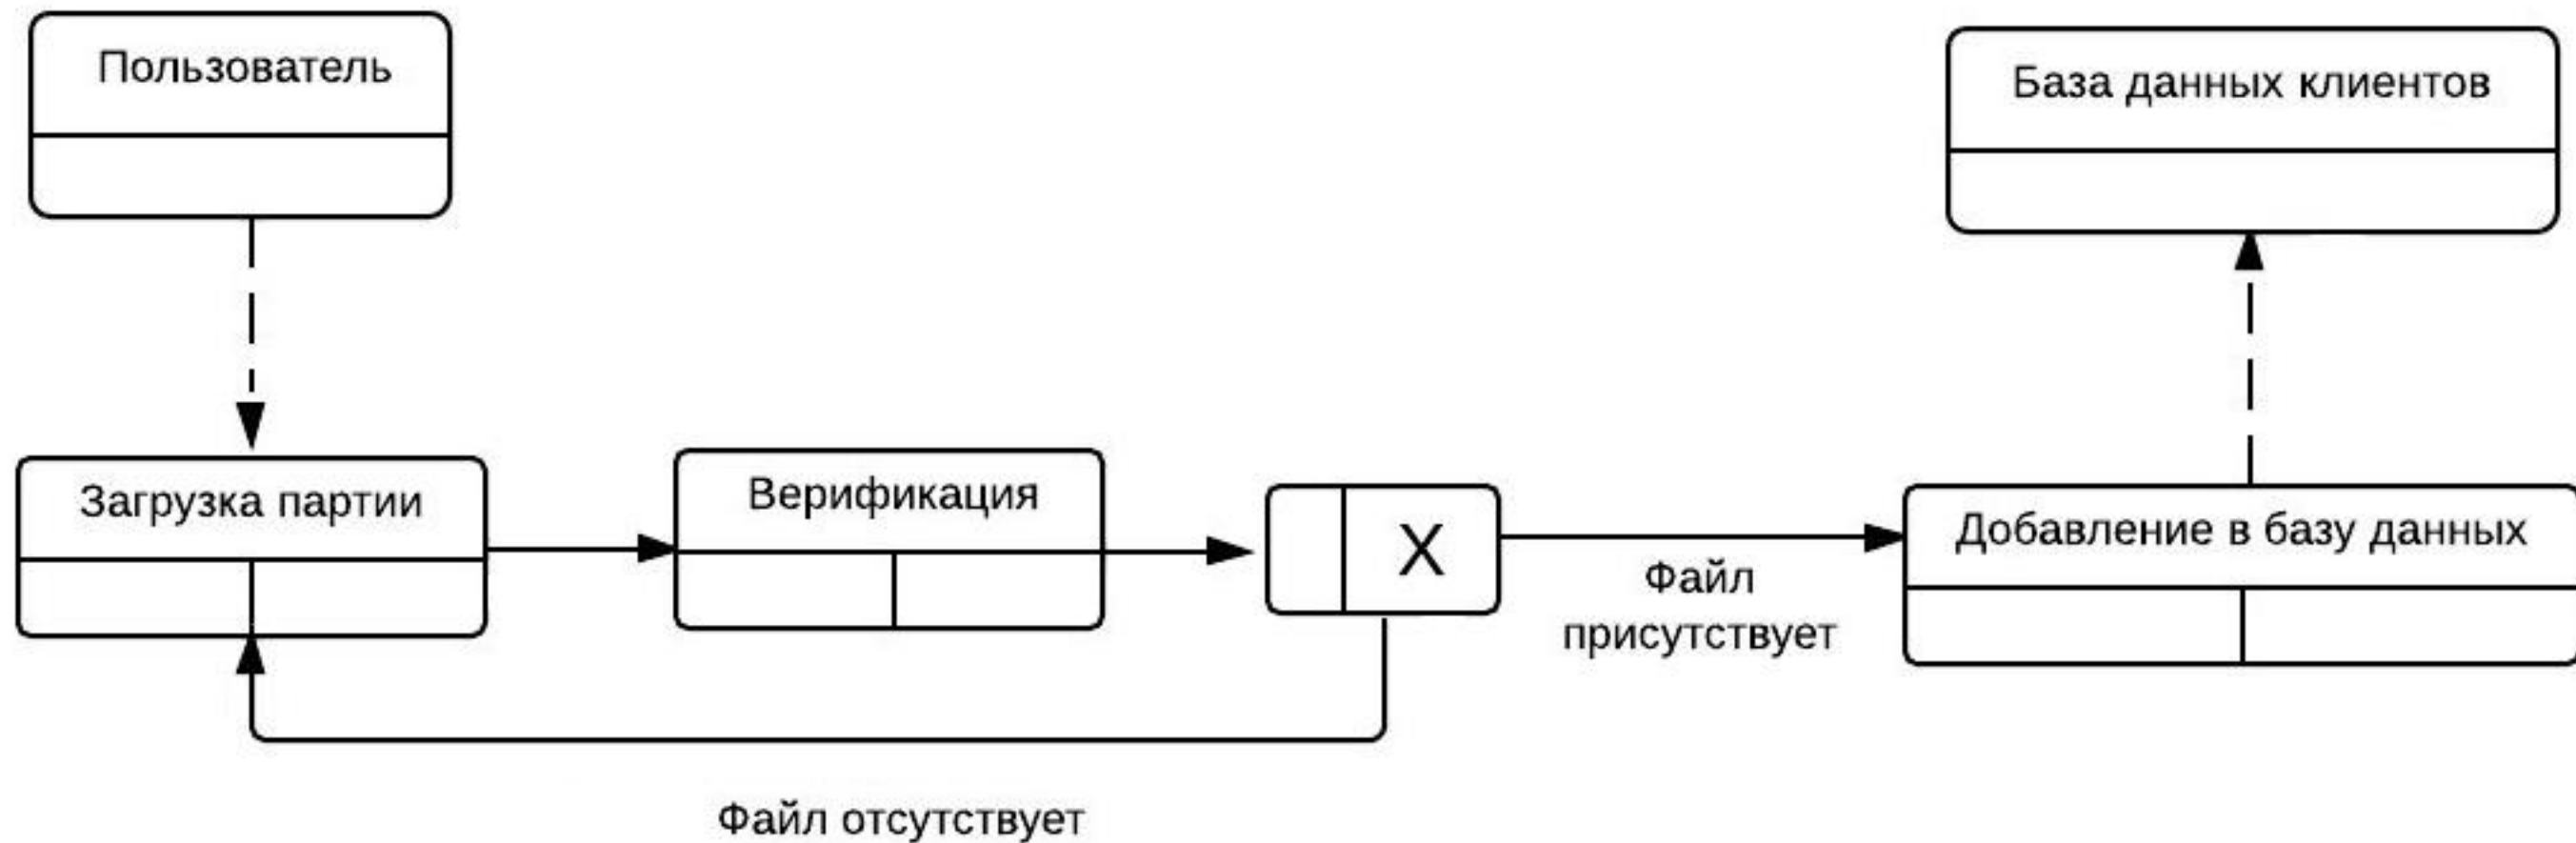 Пользователь
База данных клиентов
Загрузка партии
Верификация
X
Файл
присутствует
Добавление в базу данных
Файл отсутствует